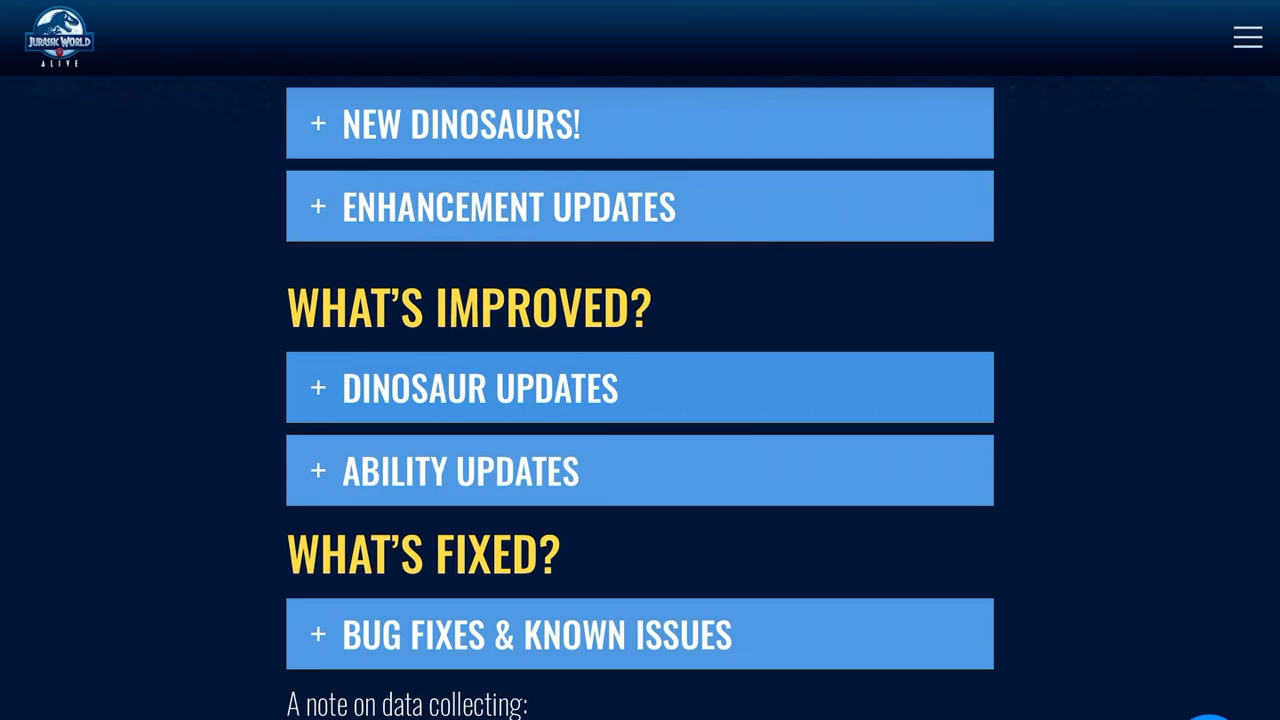 JURASSIC WORLD
ALIVE
+ NEW DINOSAURS!
+ ENHANCEMENT UPDATES
WHAT’S IMPROVED?
+ DINOSAUR UPDATES
+ ABILITY UPDATES
WHAT’S FIXED?
+ BUG FIXES & KNOWN ISSUES
A note on data collecting: